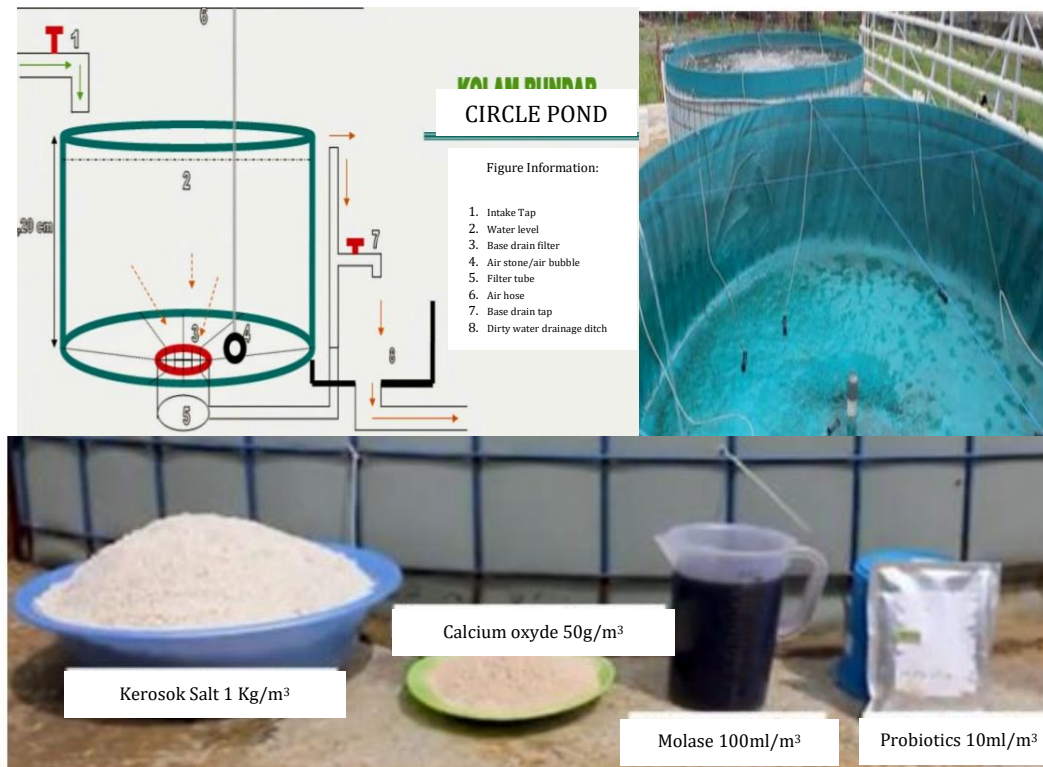 6
1
KOLAM BUNDAR
CIRCLE POND
2
,20 cm
7
3
4
8
5
Figure Information:
1. Intake Tap
2. Water level
3. Base drain filter
4. Air stone/air bubble
5. Filter tube
6. Air hose
7. Base drain tap
8. Dirty water drainage ditch
Calcium oxyde 50g/m³
Kerosok Salt 1 Kg/m³
Molase 100ml/m³
Probiotics 10ml/m³